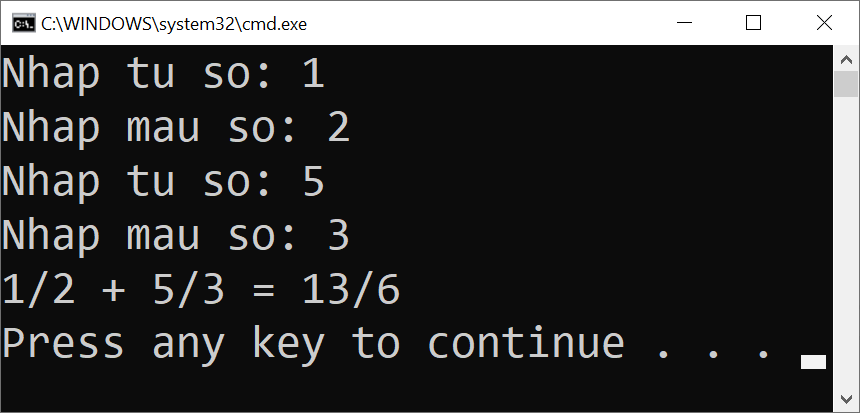 C:\WINDOWS\system32\cmd.exe
Nhap tu so: 1
Nhap mau so: 2
Nhap tu so: 5
Nhap mau so: 3
1/2 + 5/3 = 13/6
Press any key to continue . . .